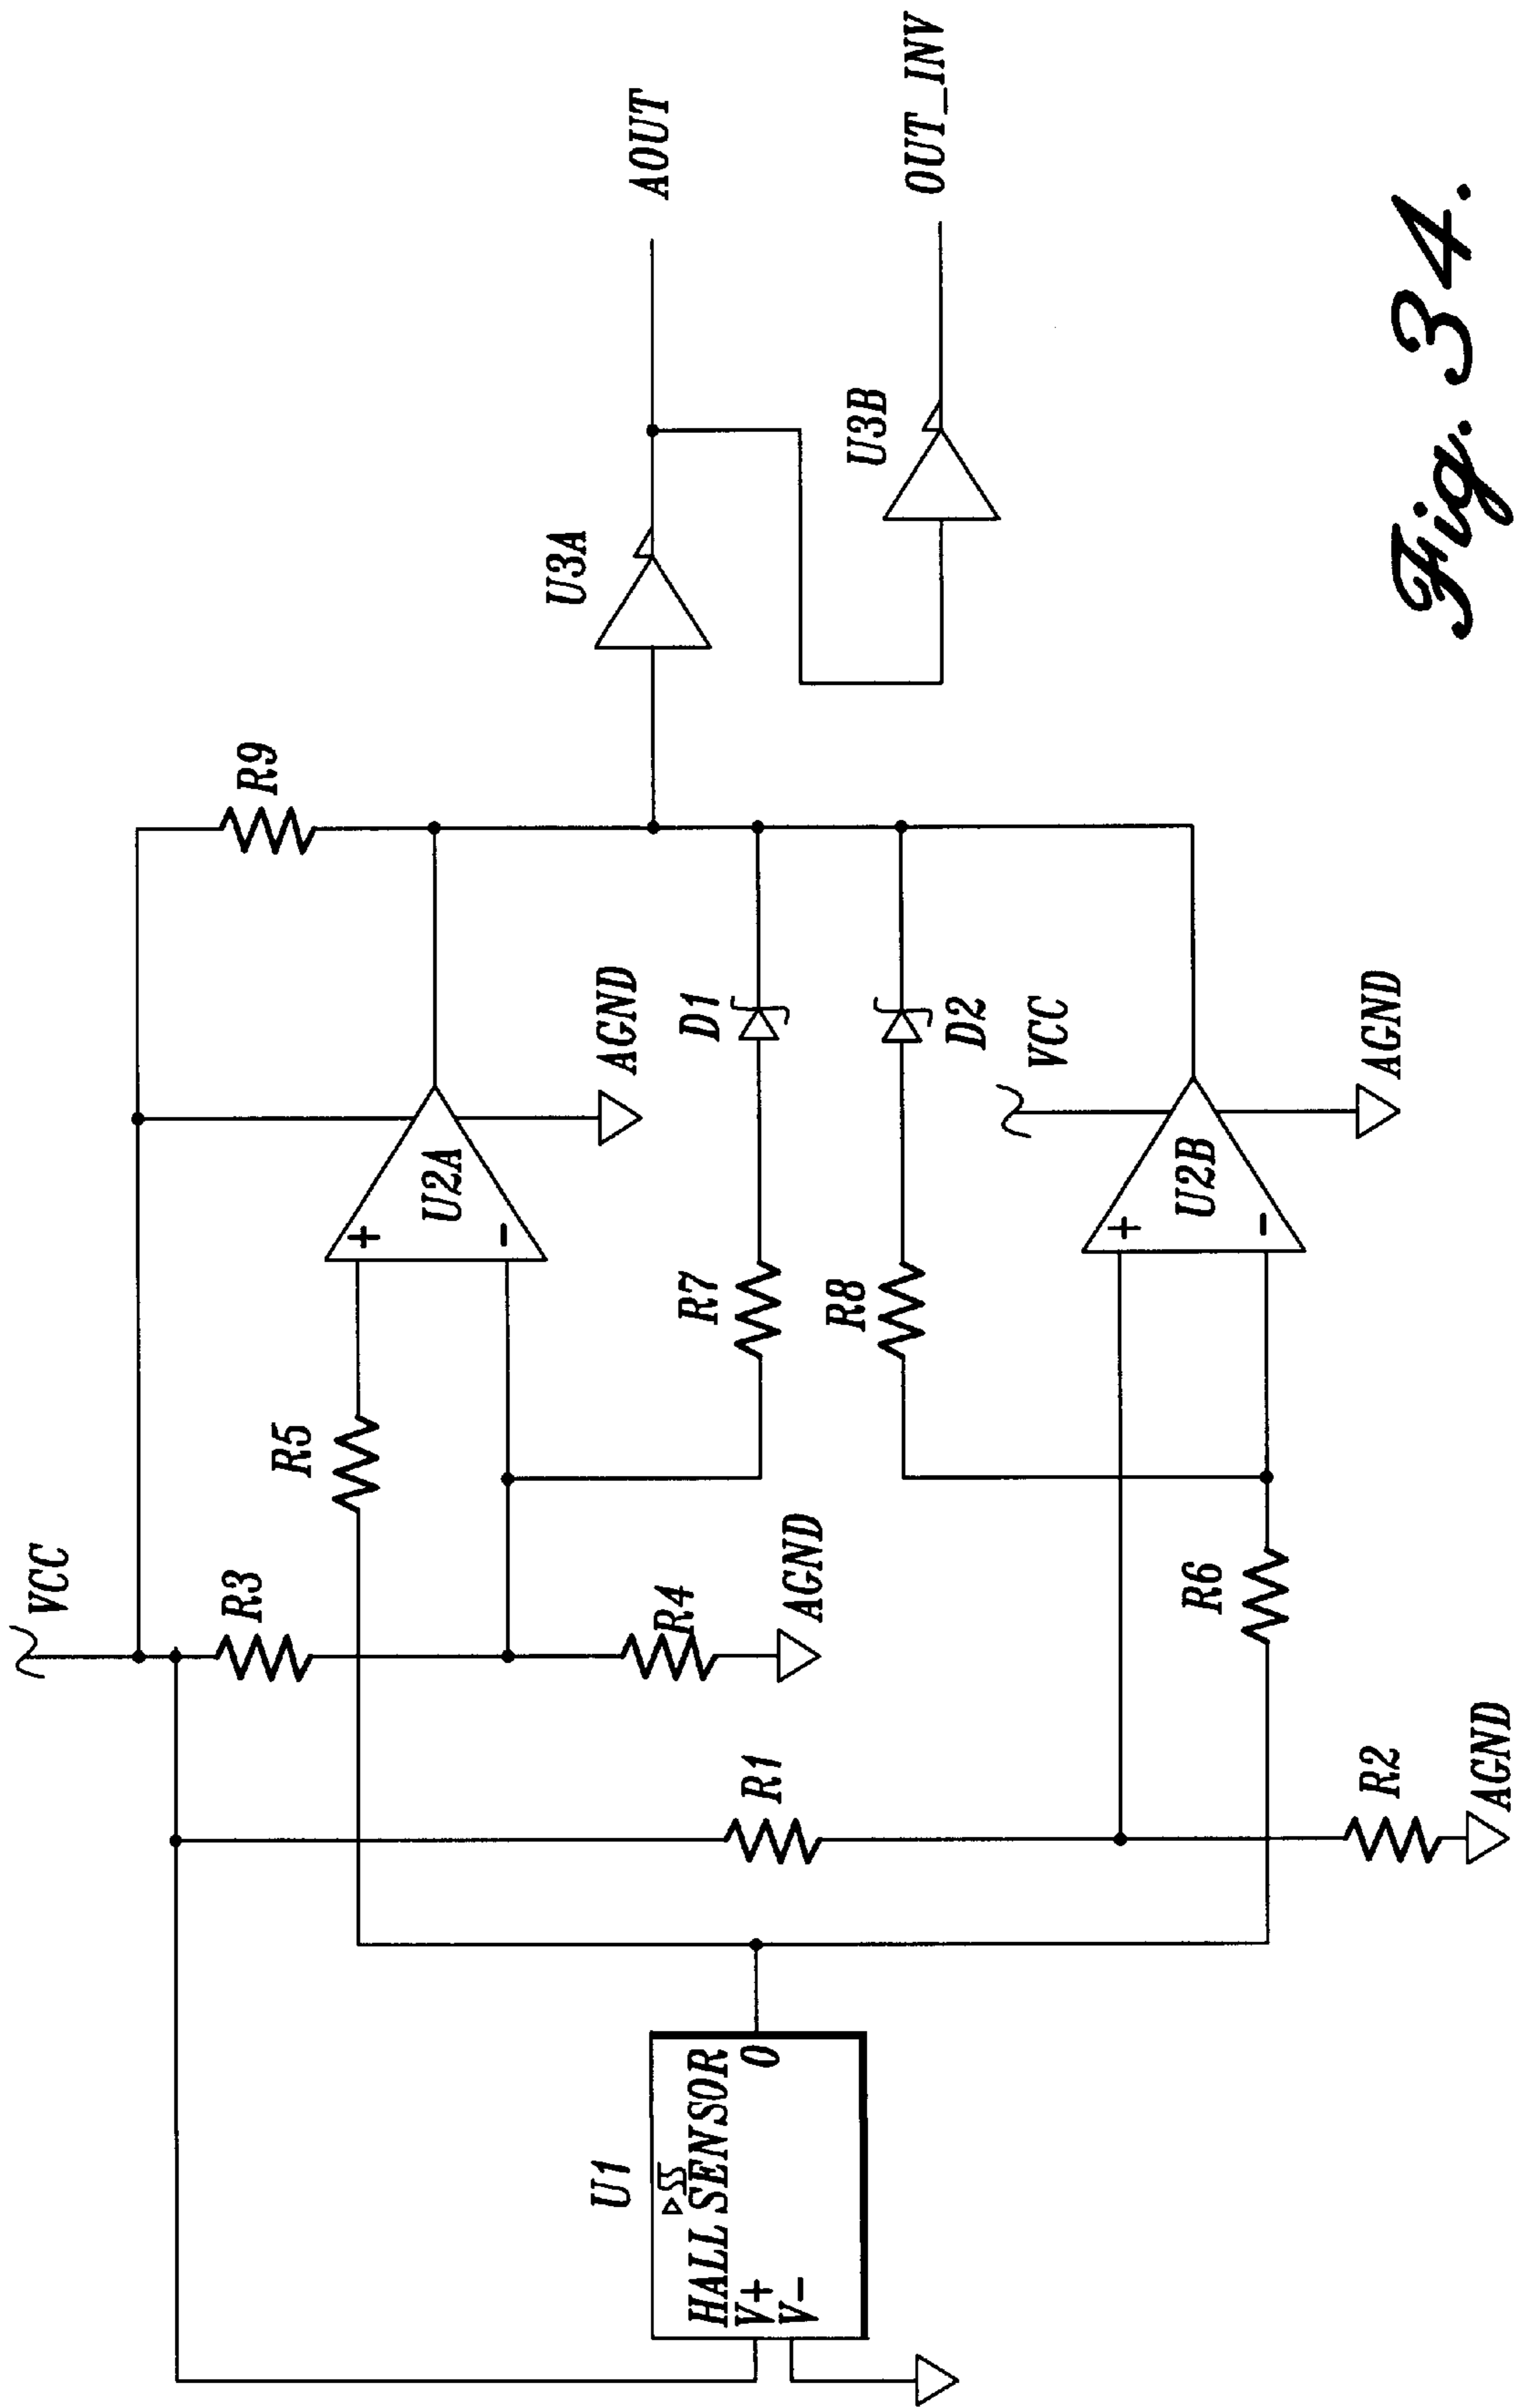 VCC
R9
R3
R5
+
U2A
-
AGND
U3A
AOUT
R4
AGND
R7
D1
U1
HALL SENSOR
V+
O
V-
R1
R8
D2
U3B
OUT_INV
VCC
+
U2B
-
AGND
R6
R2
AGND
Fig. 34.